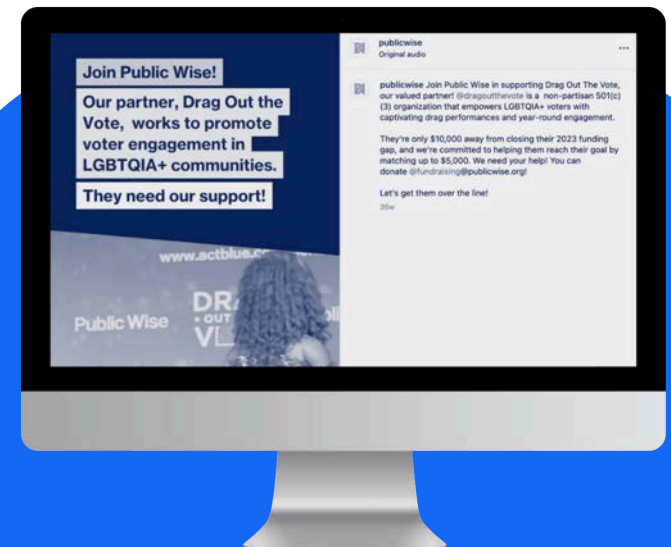 Join Public Wise!
Our partner, Drag Out the
Vote, works to promote
voter engagement in
LGBTQIA+ communities.
They need our support!
www.actblue.c
Public Wise
DR
OUT
V
publicwise
Original audio
publicwise Join Public Wise in supporting Drag Out The Vote,
our valued partner! @dragoutthevote is a non-partisan 501(c)
(3) organization that empowers LGBTQIA+ voters with
captivating drag performances and year-round engagement.
They're only $10,000 away from closing their 2023 funding
gap, and we're committed to helping them reach their goal by
matching up to $5,000. We need your help! You can
donate @fundraising@publicwise.org!
Let's get them over the line!